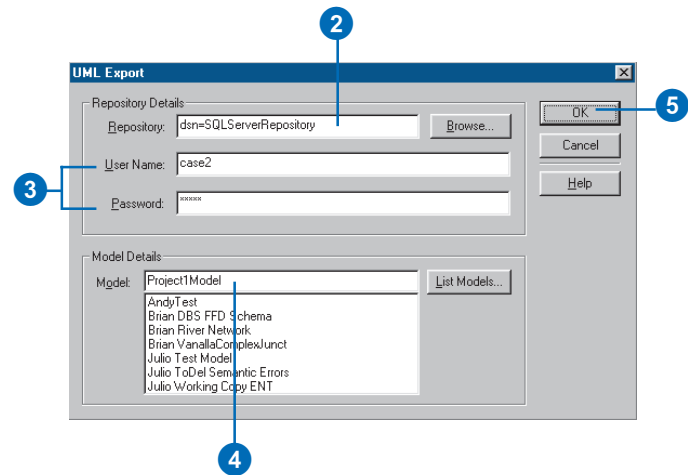 2
UML Export
Repository Details
Repository: dsn=SQLServerRepository Browse...
OK
5
Cancel
User Name: case2
3
Help
Password: *****
Model Details
Model: Project1Model List Models...
AndyTest
Brian DBS FFD Schema
Brian River Network
Brian VanallaComplexJunct
Julio Test Model
Julio ToDel Semantic Errors
Julio Working Copy ENT
4